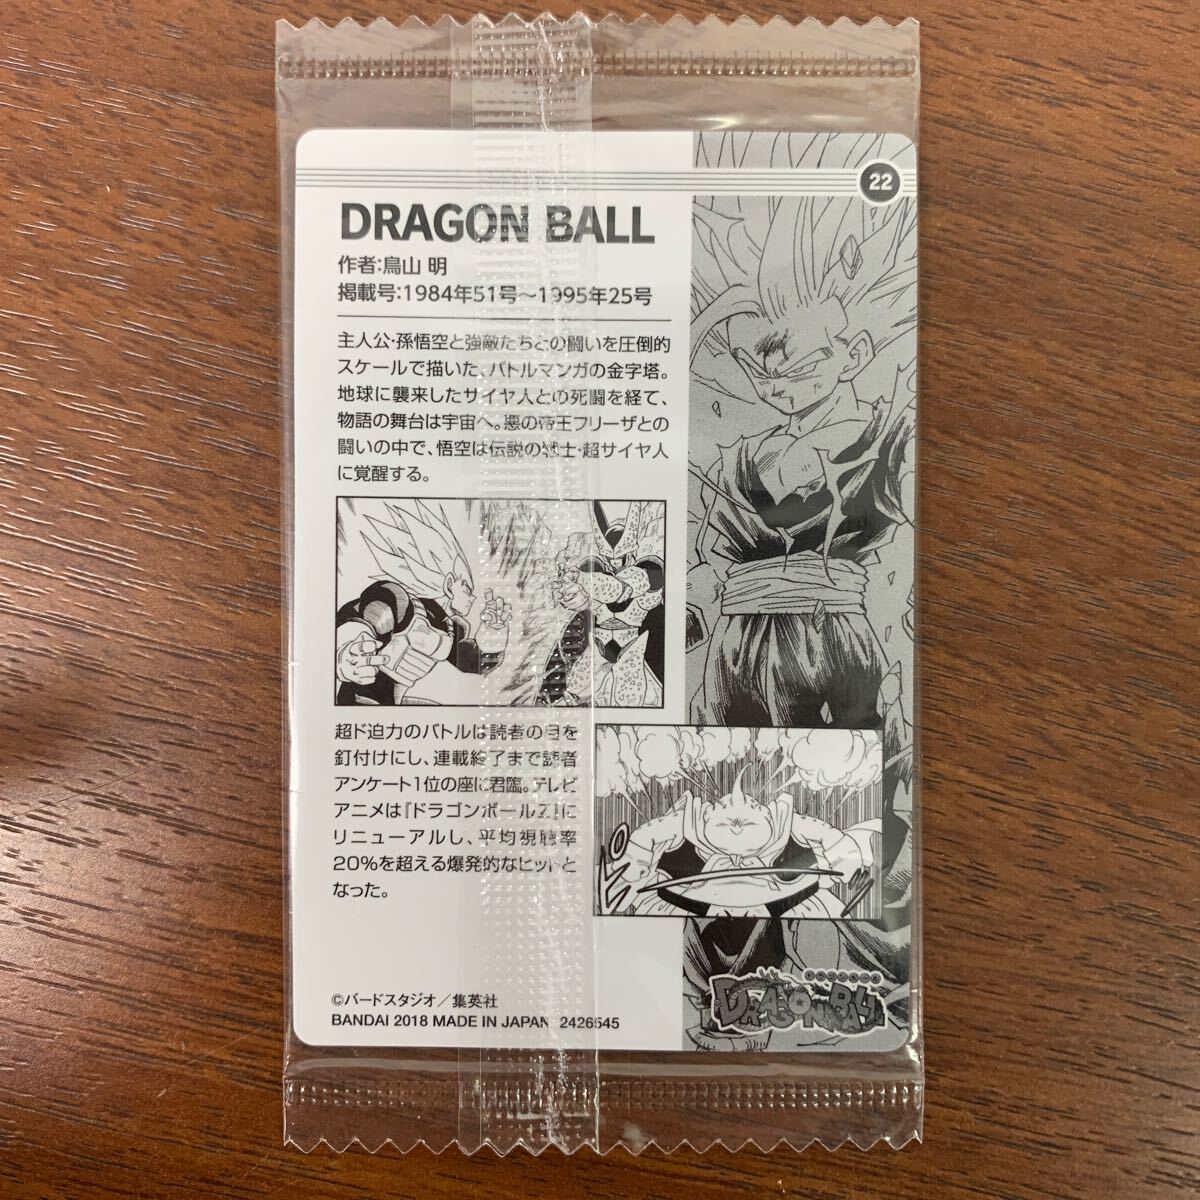 22
DRAGON BALL
作者:鳥山 明
掲載号:1984年51号〜1995年25号
主人公・孫悟空と強敵たちとの闘いを圧倒的
スケールで描いた、バトルマンガの金字塔。
地球に襲来したサイヤ人との死闘を経て、
物語の舞台は宇宙へ。悪の帝王フリーザとの
闘いの中で、悟空は伝説の戦士・超サイヤ人
に覚醒する。
超ド迫力のバトルは読者の目を
釘付けにし、連載終了まで読者
アンケート1位の座に君臨。テレビ
アニメは『ドラゴンボールZ』に
リニューアルし、平均視聴率
20%を超える爆発的なヒットと
なった。
©バードスタジオ／集英社
BANDAI 2018 MADE IN JAPAN 2426545
ドラゴンボール
DRAGON BALL